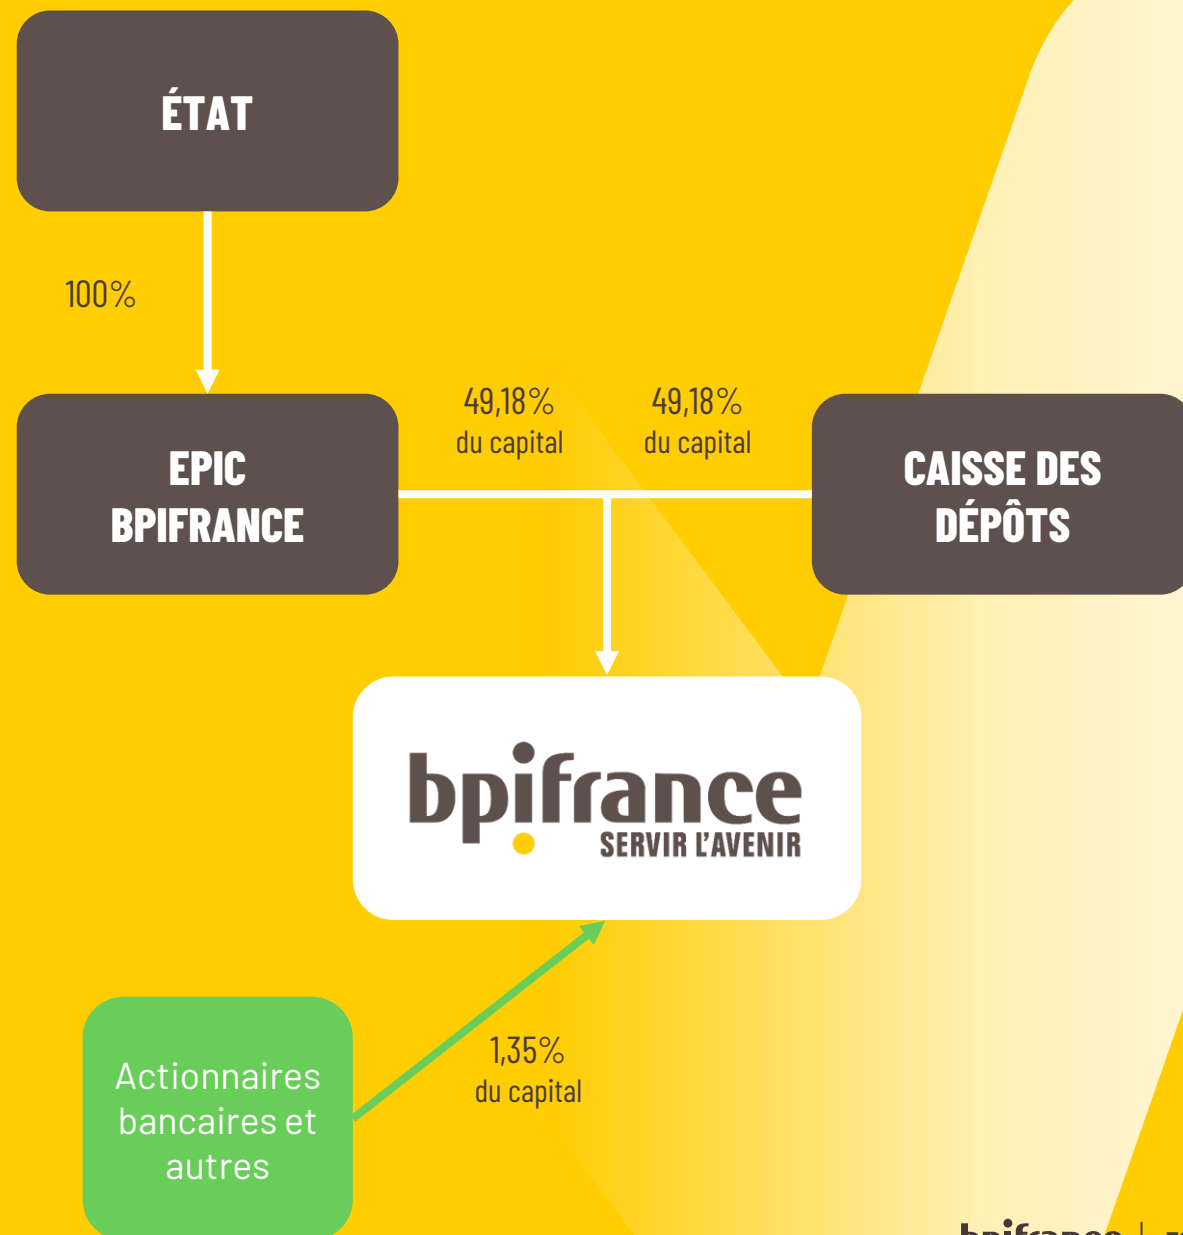 ÉTAT
100%
49,18%
du capital
49,18%
du capital
EPIC
BPIFRANCE
CAISSE DES
DÉPÔTS
bpifrance
SERVIR L'AVENIR
1,35%
du capital
Actionnaires
bancaires et
autres
bpifrance |